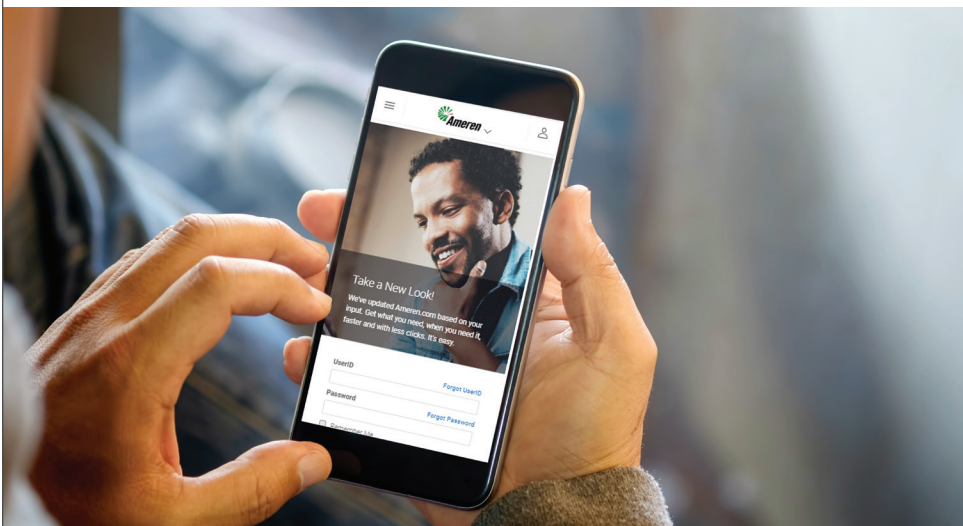 Ameren
Take a New Look!
We've updated Ameren.com based on your
input. Get what you need, when you need it,
faster and with less clicks. It's easy.
UserID
Forgot UserID
Password
Forgot Password
Remember Me